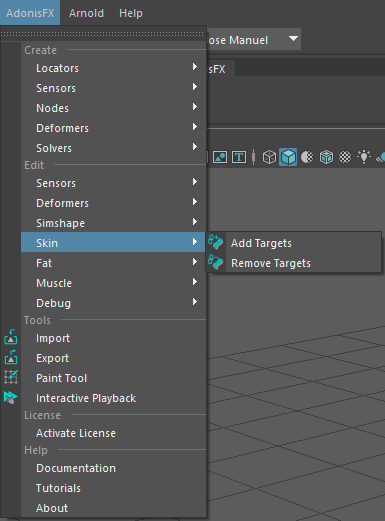 AdonisFX Arnold Help
ose Manuel
sFX
Create
Locators
Sensors
Nodes
Deformers
Solvers
Edit
Sensors
Deformers
Simshape
Skin
Add Targets
Fat
Remove Targets
Muscle
Debug
Tools
Import
Export
Paint Tool
Interactive Playback
License
Activate License
Help
Documentation
Tutorials
About